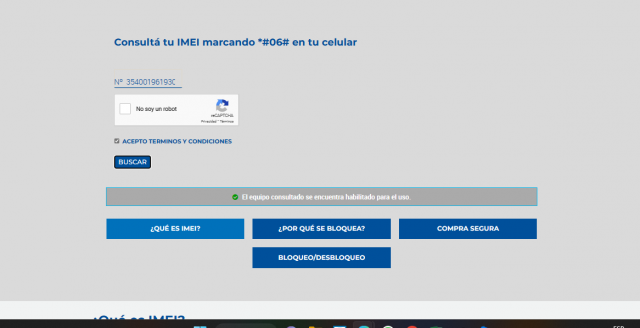 Consultá tu IMEI marcando *#06# en tu celular
Nº: 35400196193
No soy un robot
reCAPTCHA
Privacidad - Términos
ACEPTO TERMINOS Y CONDICIONES
BUSCAR
El equipo consultado se encuentra habilitado para el uso.
¿QUÉ ES IMEI?
¿POR QUÉ SE BLOQUEA?
COMPRA SEGURA
BLOQUEO/DESBLOQUEO
¿Qué es IMEI?